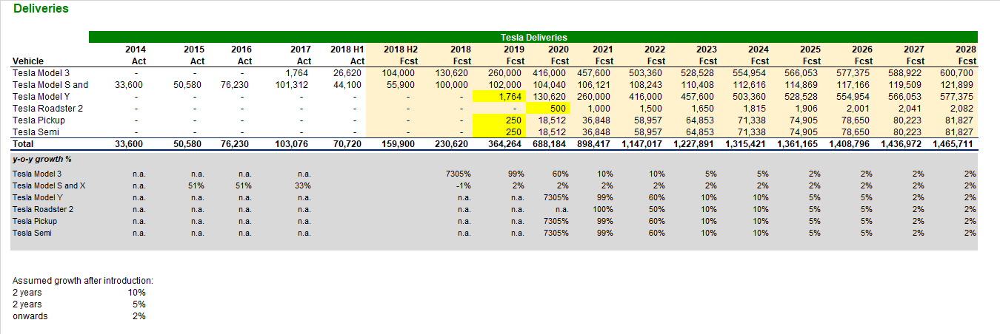 Deliveries
Tesla Deliveries
2014 2015 2016 2017 2018 H1 2018 H2 2018 2019 2020 2021 2022 2023 2024 2025 2026 2027 2028
Vehicle Act Act Act Act Act Fcst Fcst Fcst Fcst Fcst Fcst Fcst Fcst Fcst Fcst Fcst Fcst
Tesla Model 3 - - - 1,764 26,620 104,000 130,620 260,000 416,000 457,600 503,360 528,528 554,954 566,053 577,375 588,922 600,700
Tesla Model S and 33,600 50,580 76,230 101,312 44,100 55,900 100,000 102,000 104,040 106,121 108,243 110,408 112,616 114,869 117,166 119,509 121,899
Tesla Model Y - - - - - - - 1,764 130,620 260,000 416,000 457,600 503,360 528,528 554,954 566,053 577,375
Tesla Roadster 2 - - - - - - - - 500 1,000 1,500 1,650 1,815 1,906 2,001 2,041 2,082
Tesla Pickup - - - - - - - 250 18,512 36,848 58,957 64,853 71,338 74,905 78,650 80,223 81,827
Tesla Semi - - - - - - - 250 18,512 36,848 58,957 64,853 71,338 74,905 78,650 80,223 81,827
Total 33,600 50,580 76,230 103,076 70,720 159,900 230,620 364,264 688,184 898,417 1,147,017 1,227,891 1,315,421 1,361,165 1,408,796 1,436,972 1,465,711
y-o-y growth %
Tesla Model 3 n.a. n.a. n.a. n.a. 7305% 99% 60% 10% 10% 5% 5% 2% 2% 2% 2%
Tesla Model S and X n.a. 51% 51% 33% -1% 2% 2% 2% 2% 2% 2% 2% 2% 2% 2%
Tesla Model Y n.a. n.a. n.a. n.a. n.a. n.a. 7305% 99% 60% 10% 10% 5% 5% 2% 2%
Tesla Roadster 2 n.a. n.a. n.a. n.a. n.a. n.a. n.a. 100% 50% 10% 10% 5% 5% 2% 2%
Tesla Pickup n.a. n.a. n.a. n.a. n.a. n.a. 7305% 99% 60% 10% 10% 5% 5% 2% 2%
Tesla Semi n.a. n.a. n.a. n.a. n.a. n.a. 7305% 99% 60% 10% 10% 5% 5% 2% 2%
Assumed growth after introduction:
2 years 10%
2 years 5%
onwards 2%